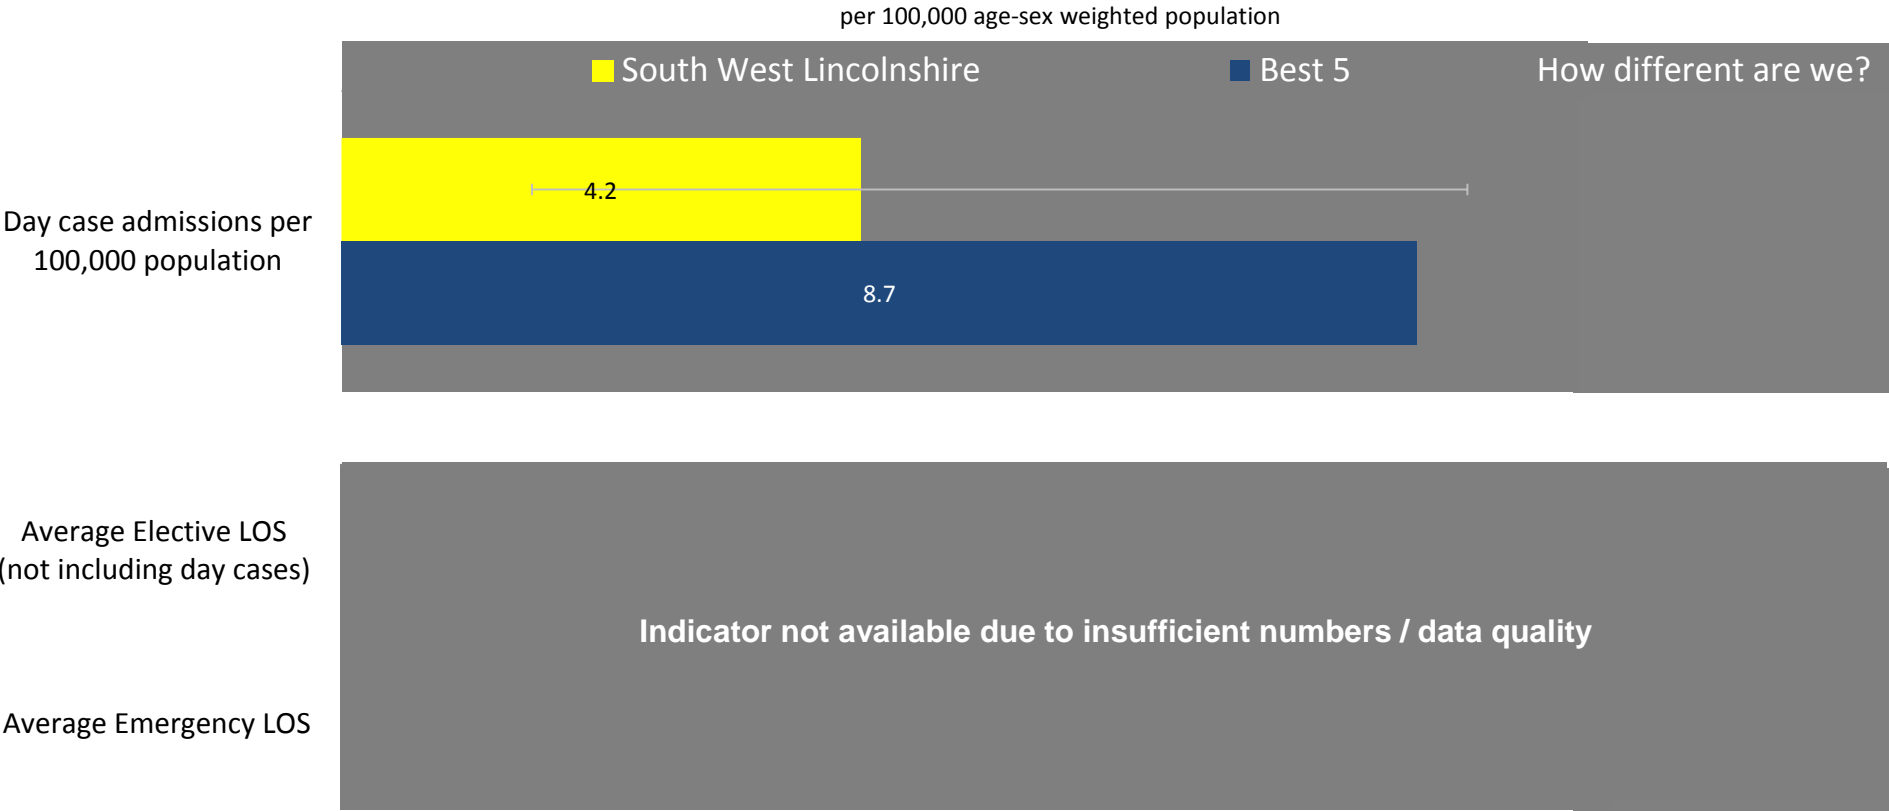 per 100,000 age-sex weighted population
South West Lincolnshire Best 5 How different are we?
4.2
Day case admissions per
100,000 population
8.7
Average Elective LOS
(not including day cases)
Indicator not available due to insufficient numbers / data quality
Average Emergency LOS